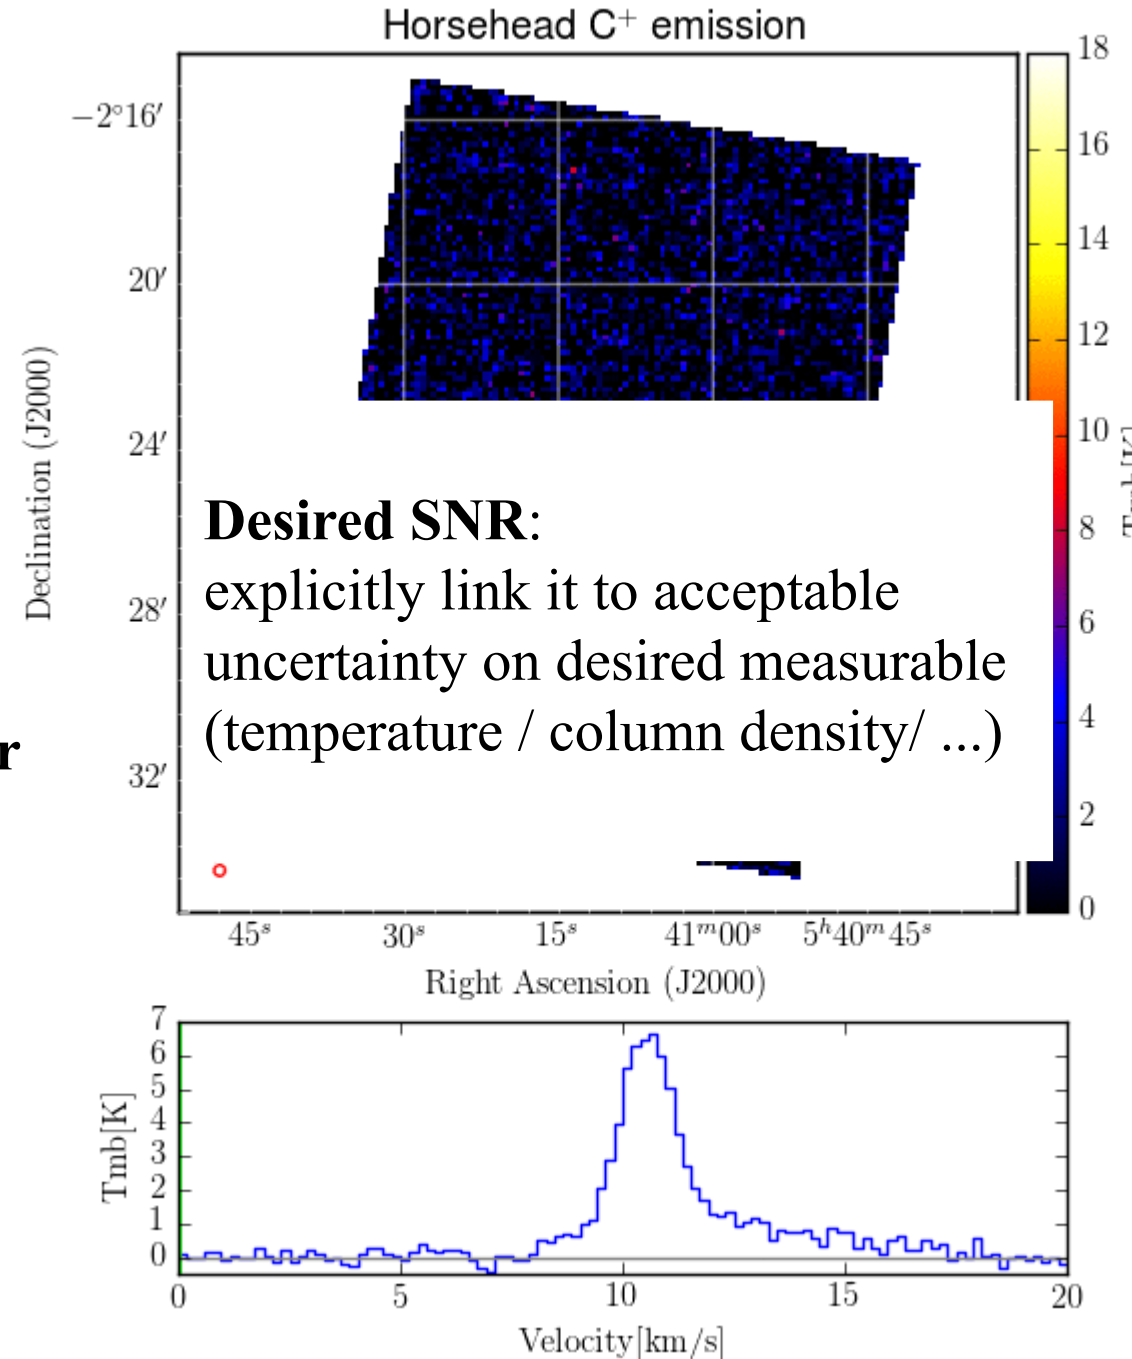 Horsehead C⁺ emission
18
−2°16′
16
14
20′
12
24′
10
Tmb[K]
Declination (J2000)
8
Desired SNR:
explicitly link it to acceptable
uncertainty on desired measurable
(temperature / column density/ ...)
28′
6
4
r
32′
2
0
45ˢ 30ˢ 15ˢ 41ᵐ00ˢ 5ʰ40ᵐ45ˢ
Right Ascension (J2000)
7
6
5
4
3
2
1
0
Tmb[K]
0 5 10 15 20
Velocity[km/s]